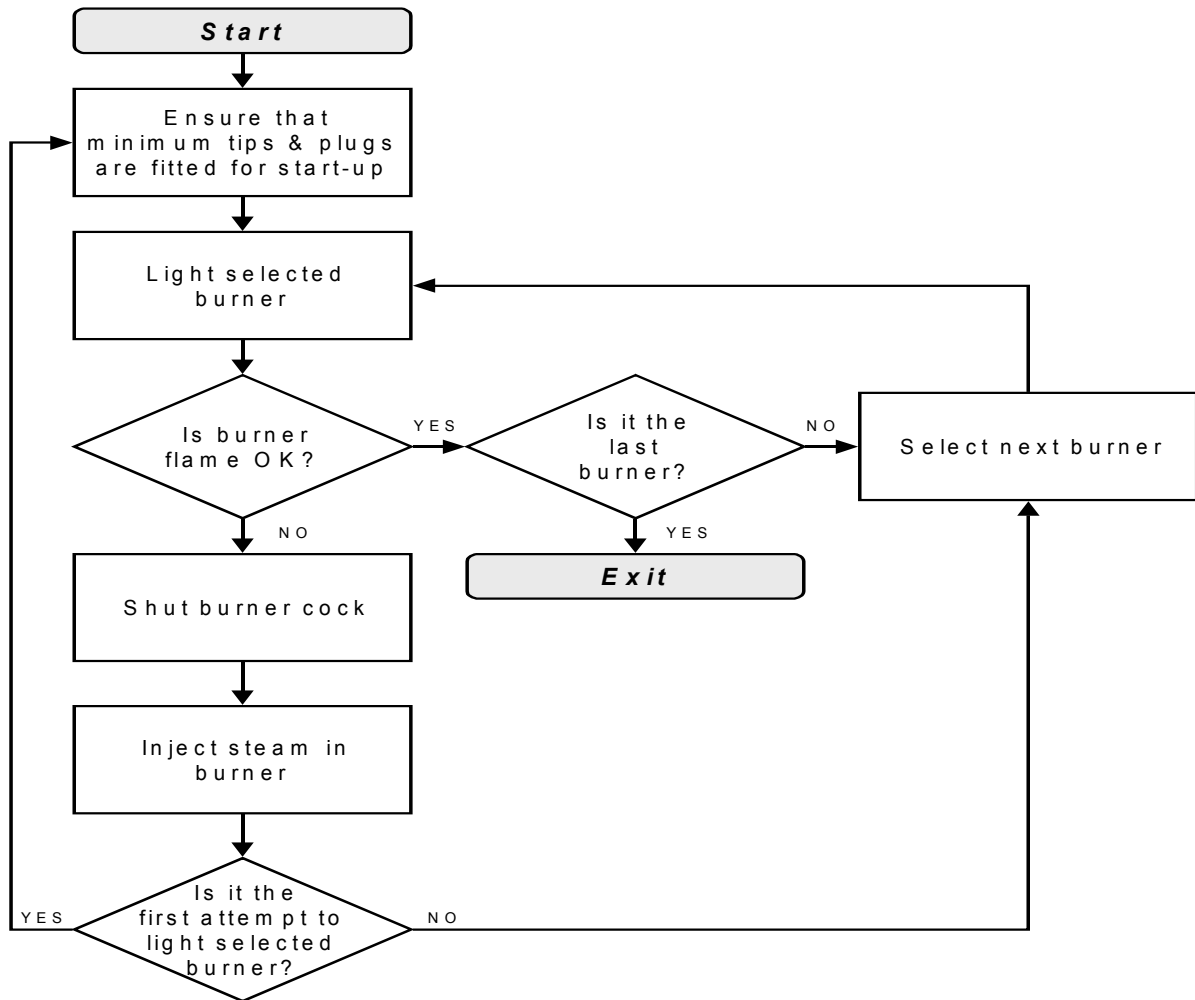 Start
Ensure that
minimum tips & plugs
are fitted for start-up
Light selected
burner
Is burner
flame OK?
YES
Is it the
last
burner?
NO
Select next burner
NO
YES
Exit
Shut burner cock
Inject steam in
burner
Is it the
first attempt to
light selected
burner?
YES
NO